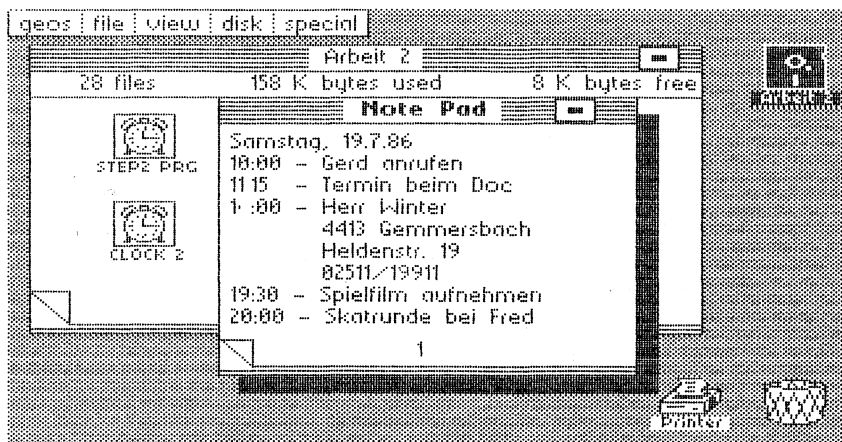 geos file view disk special
Arbeit 2
28 files 158 K bytes used 8 K bytes free
Note Pad
STEP2 PRG
CLOCK 2
Samstag, 19.7.86
10:00 – Gerd anrufen
11 15 – Termin beim Doc
– Herr Winter
4413 Gemmersbach
Heldenstr. 19
02511/19911
19:30 – Spielfilm aufnehmen
20:00 – Skatrunde bei Fred
1
Printer